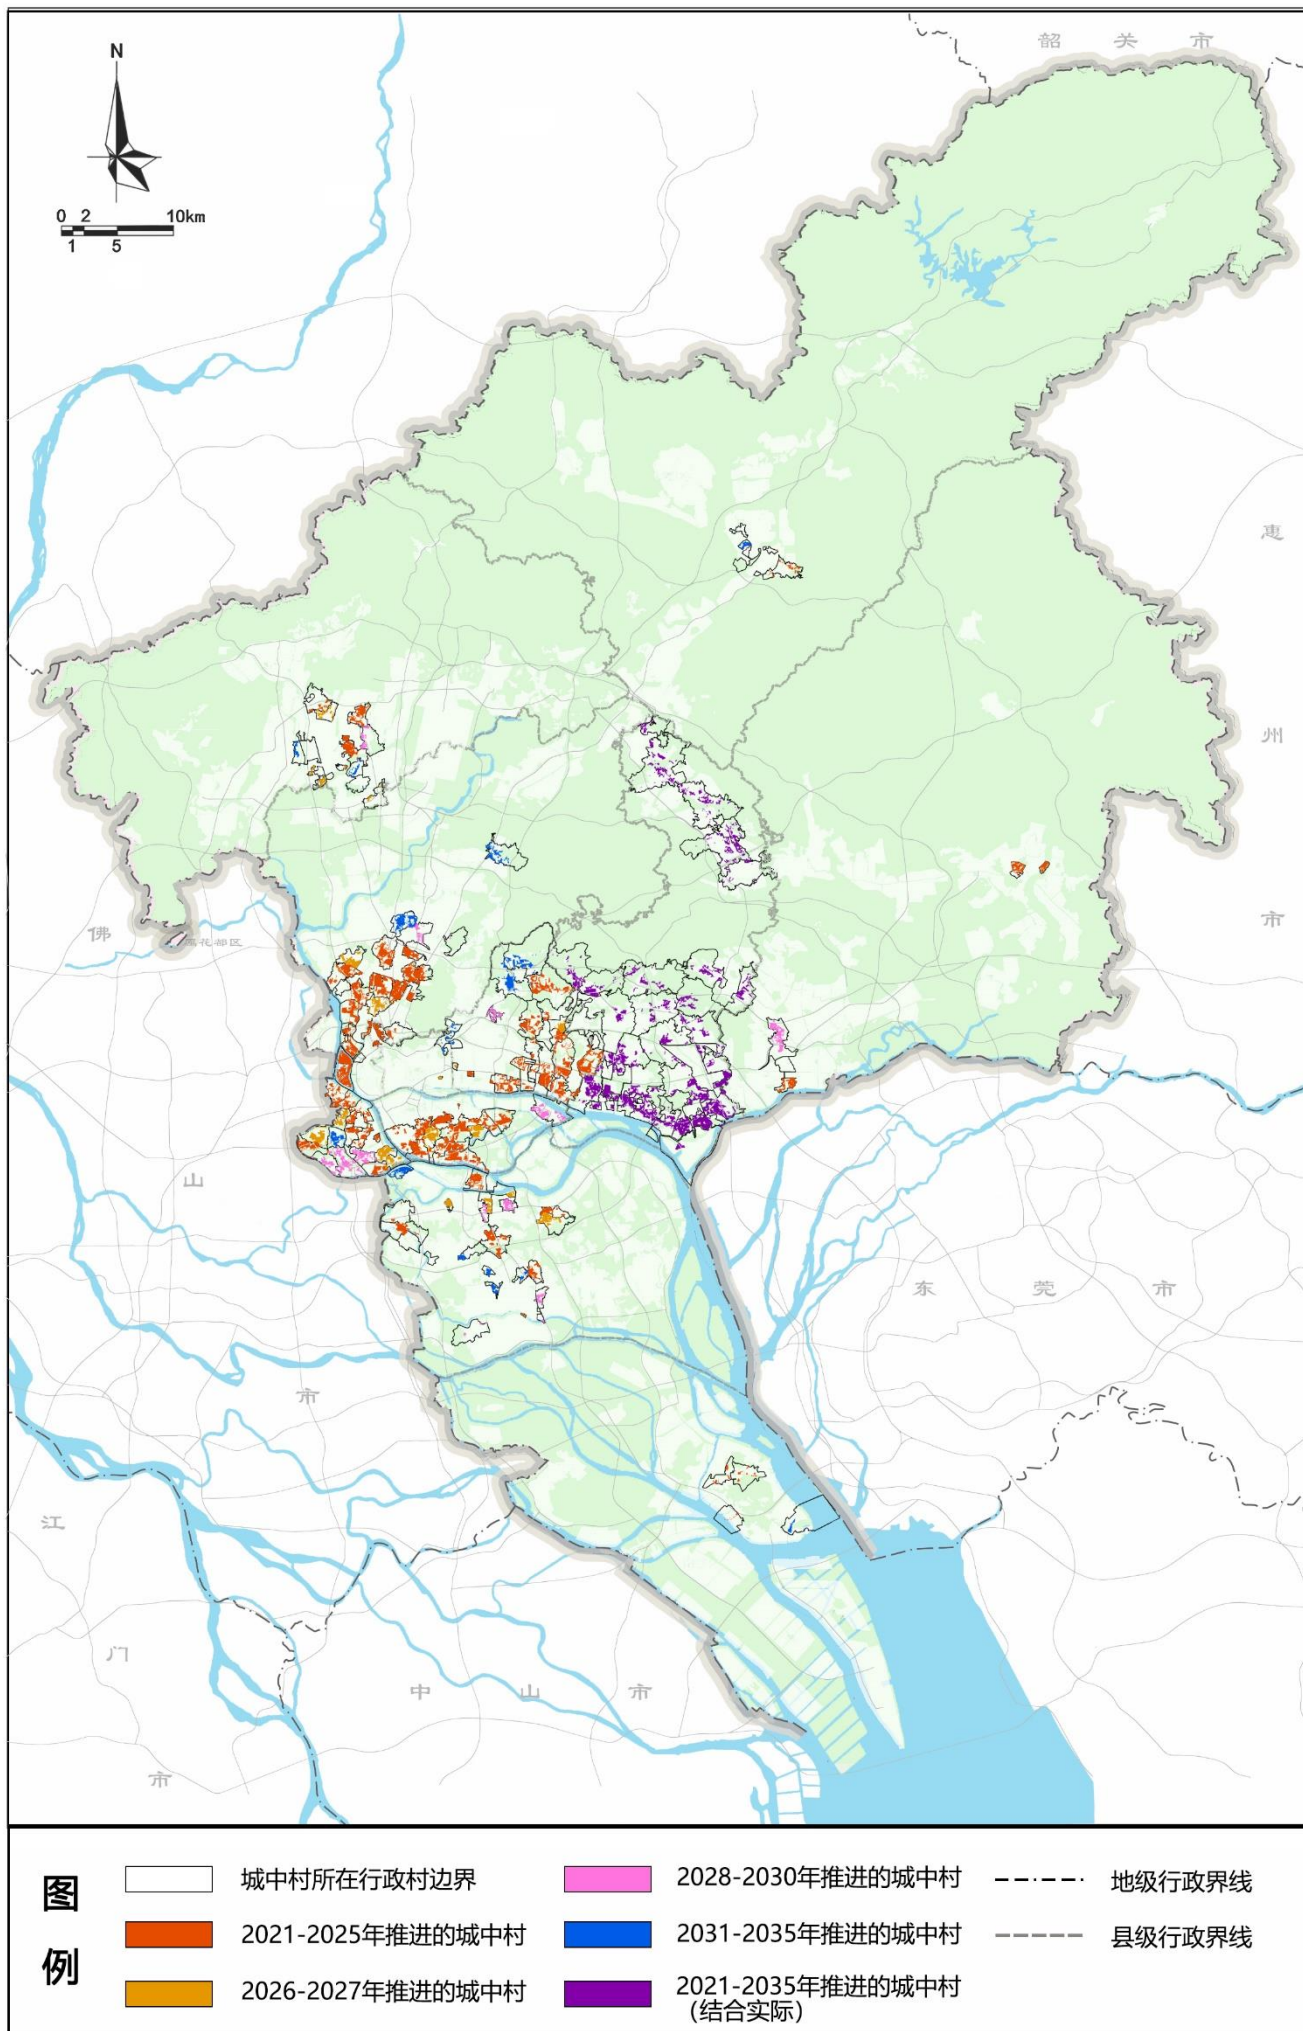 韶关市
N
0 2 10km
1 5
惠
州
市
佛
花都区
山
市
东莞市
江
门
市
中山市
图例
城中村所在行政村边界
2021-2025年推进的城中村
2026-2027年推进的城中村
2028-2030年推进的城中村
2031-2035年推进的城中村
2021-2035年推进的城中村
（结合实际）
地级行政界线
县级行政界线